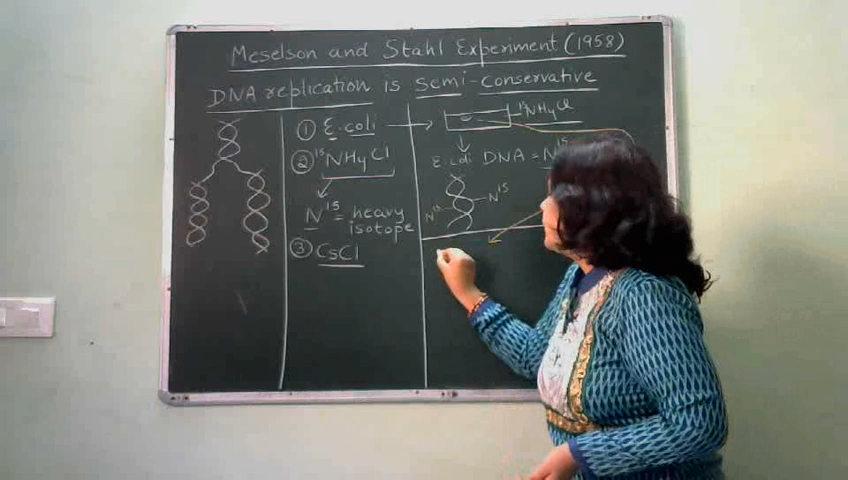 Meselson and Stahl Experiment (1958)
DNA replication is Semi-Conservative
① E.coli
② ¹⁵NH4Cl
N¹⁵ = heavy
isotope
③ CsCl
¹⁵NH4Cl
E.coli DNA = N¹⁵
N¹⁵
N¹⁵